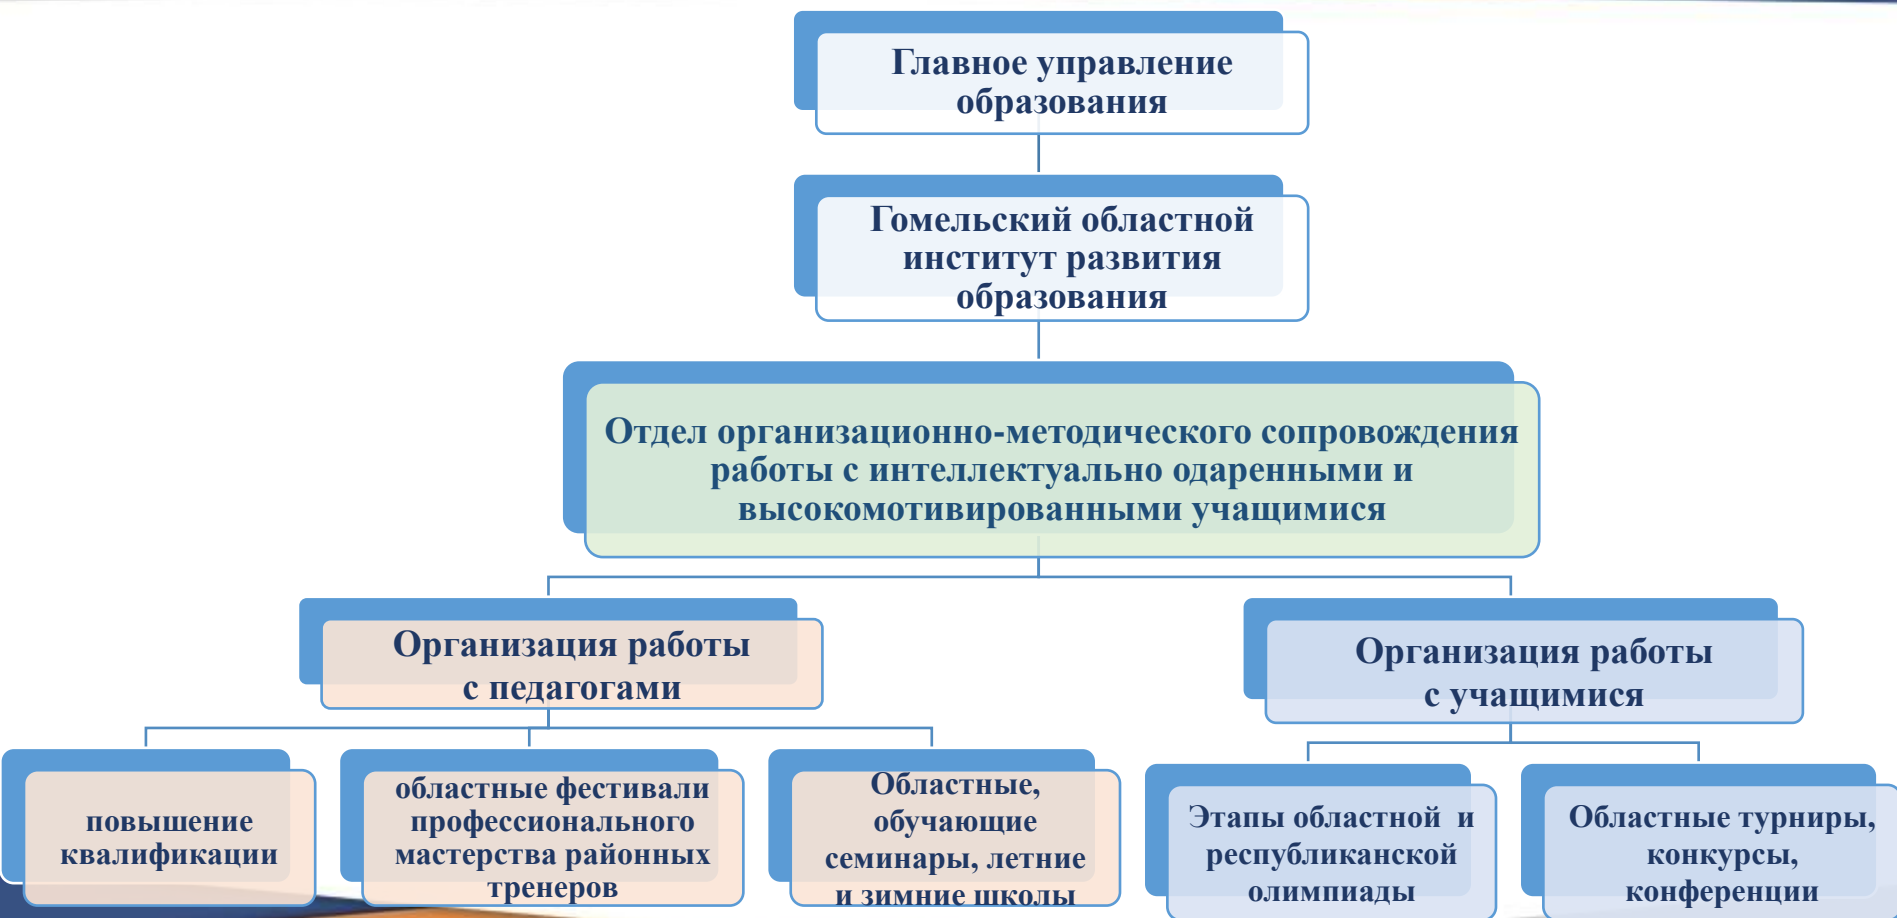 Главное управление
образования
Гомельский областной
институт развития
образования
Отдел организационно-методического сопровождения
работы с интеллектуально одаренными и
высокомотивированными учащимися
Организация работы
с педагогами
Организация работы
с учащимися
повышение
квалификации
областные фестивали
профессионального
мастерства районных
тренеров
Областные,
обучающие
семинары, летние
и зимние школы
Этапы областной и
республиканской
олимпиады
Областные турниры,
конкурсы,
конференции